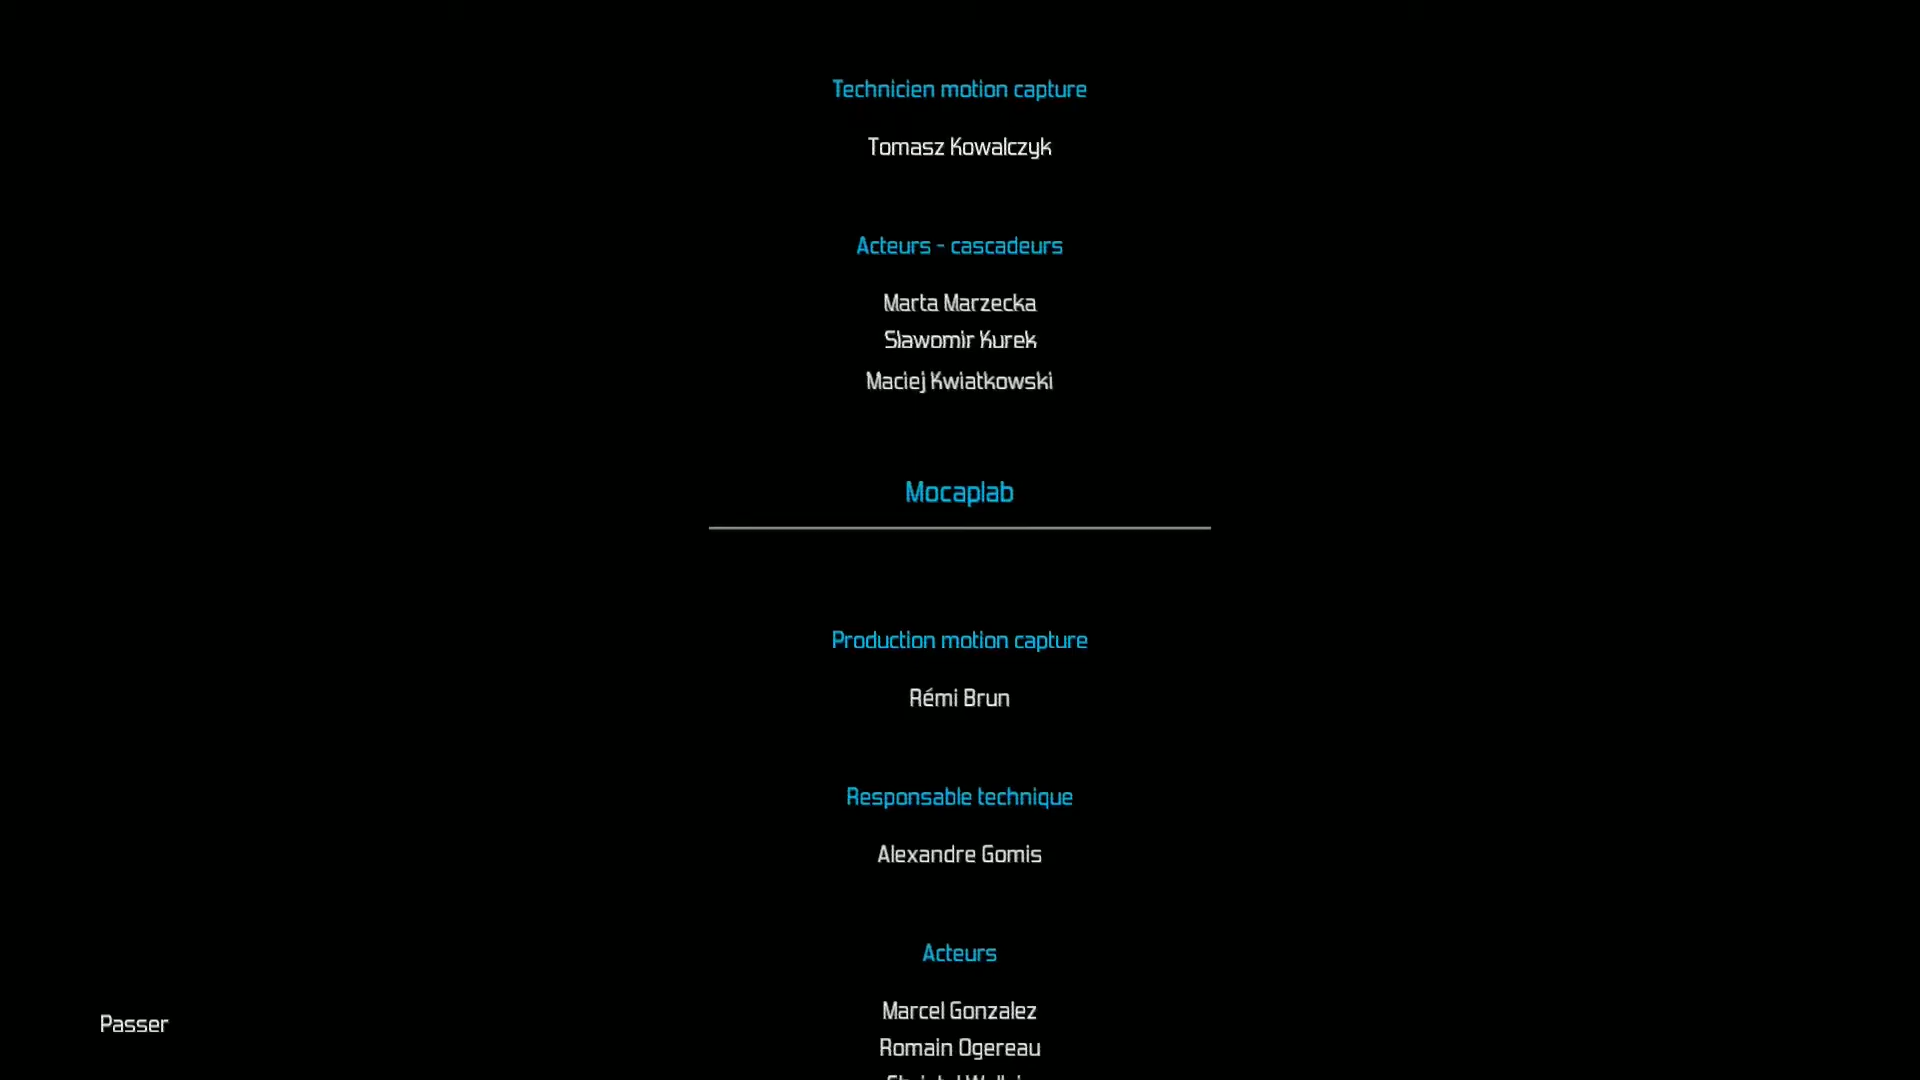 Technicien motion capture
Tomasz Kowalczyk
Acteurs - cascadeurs
Marta Marzecka
Sławomir Kurek
Maciej Kwiatkowski
Mocaplab
Production motion capture
Rémi Brun
Responsable technique
Alexandre Gomis
Acteurs
Marcel Gonzalez
Romain Ogereau
Passer